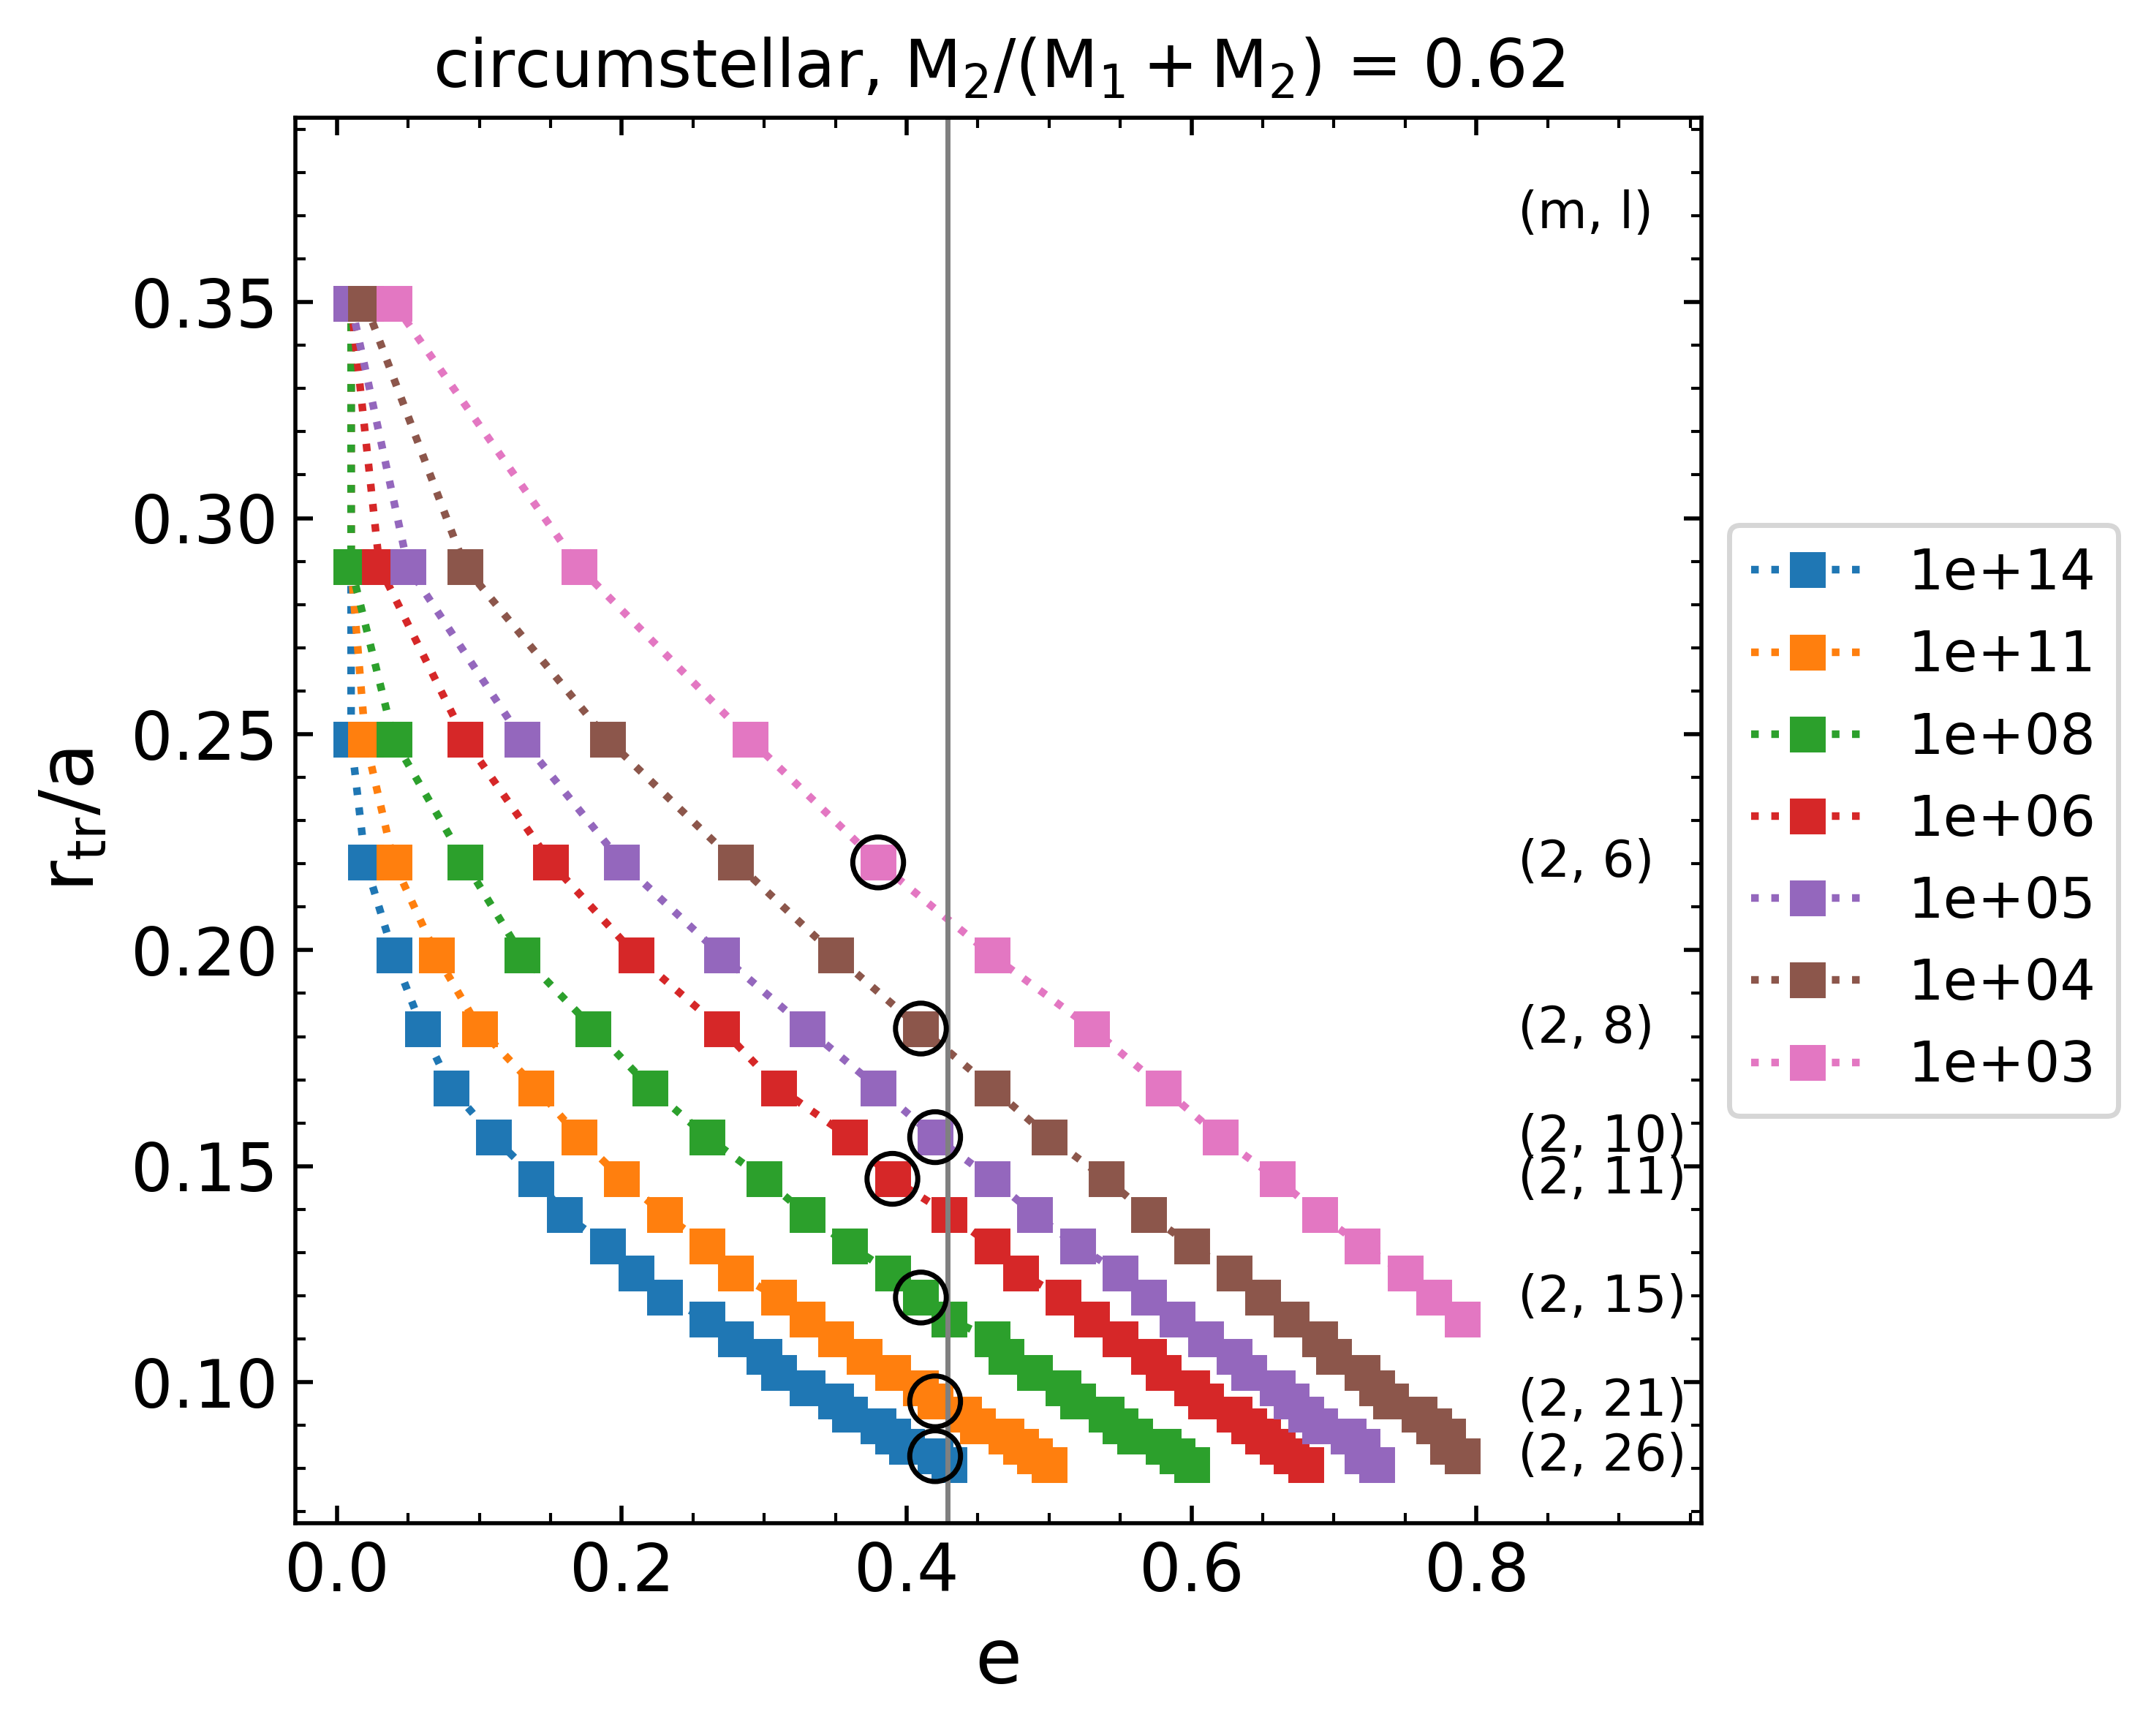 circumstellar, M₂/(M₁ + M₂) = 0.62
(m, l)
(2, 6)
(2, 8)
(2, 10)
(2, 11)
(2, 15)
(2, 21)
(2, 26)
0.35
0.30
0.25
0.20
0.15
0.10
r_tr/a
0.0 0.2 0.4 0.6 0.8
e
1e+14
1e+11
1e+08
1e+06
1e+05
1e+04
1e+03